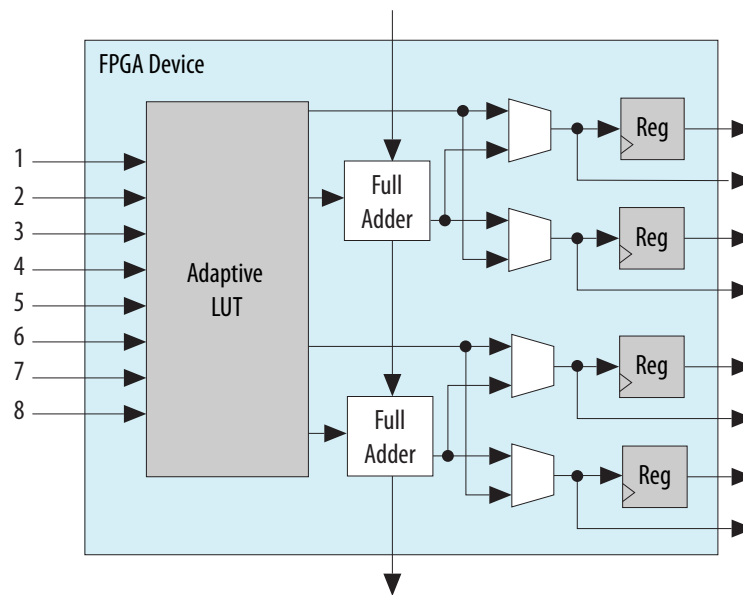 FPGA Device
1
2
3
4
5
6
7
8
Adaptive
LUT
Full
Adder
Full
Adder
Reg
Reg
Reg
Reg